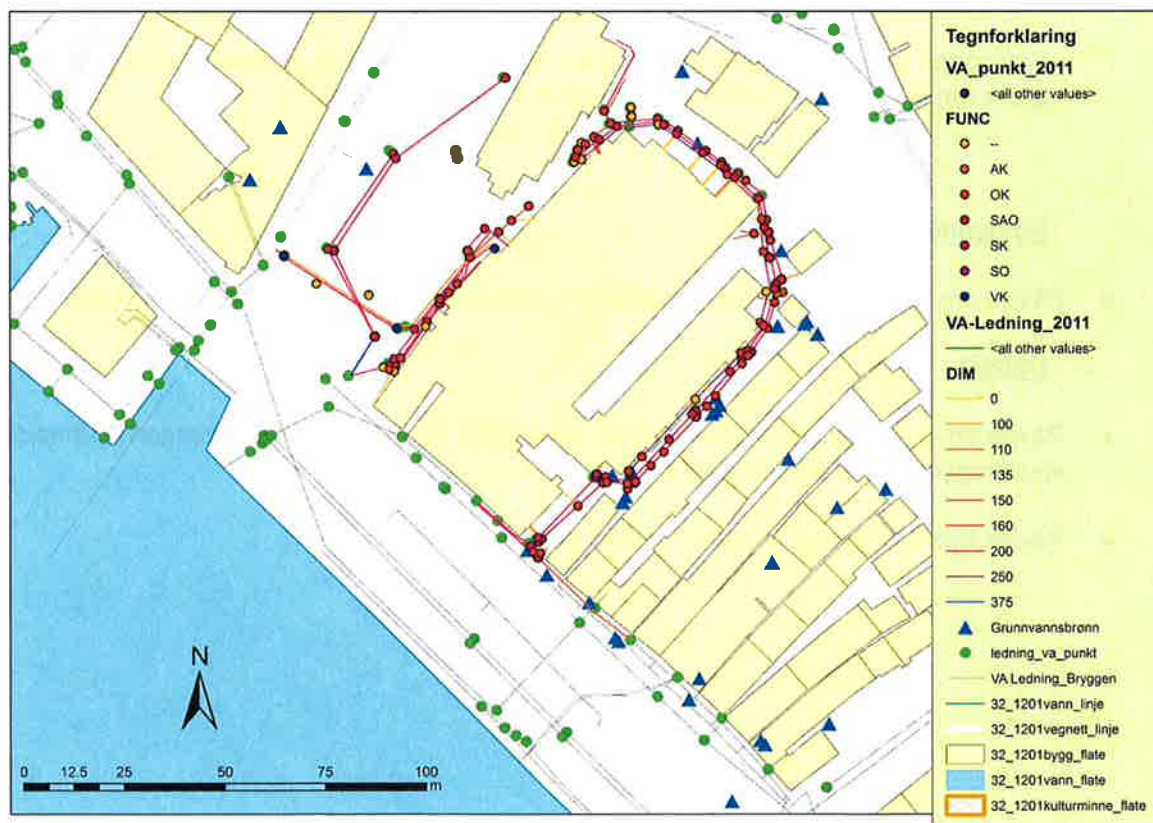 Tegnforklaring
VA_punkt_2011
<all other values>
FUNC
--
AK
OK
SAO
SK
SO
VK
VA-Ledning_2011
<all other values>
DIM
0
100
110
135
150
160
200
250
375
Grunnvannsbrønn
ledning_va_punkt
VA Ledning_Bryggen
32_1201vann_linje
32_1201vegnett_linje
32_1201bygg_flate
32_1201vann_flate
32_1201kulturminne_flate
N
0 12.5 25 50 75 100
m